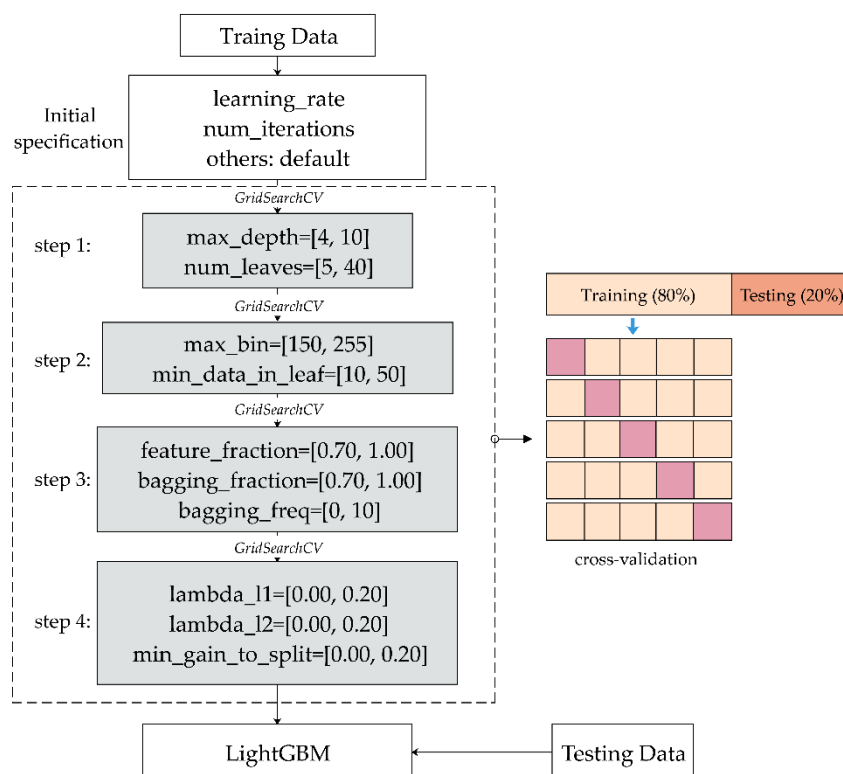 Traing Data
Initial
specification
learning_rate
num_iterations
others: default
GridSearchCV
step 1:
max_depth=[4, 10]
num_leaves=[5, 40]
GridSearchCV
step 2:
max_bin=[150, 255]
min_data_in_leaf=[10, 50]
GridSearchCV
step 3:
feature_fraction=[0.70, 1.00]
bagging_fraction=[0.70, 1.00]
bagging_freq=[0, 10]
GridSearchCV
step 4:
lambda_l1=[0.00, 0.20]
lambda_l2=[0.00, 0.20]
min_gain_to_split=[0.00, 0.20]
Training (80%)
Testing (20%)
cross-validation
LightGBM
Testing Data